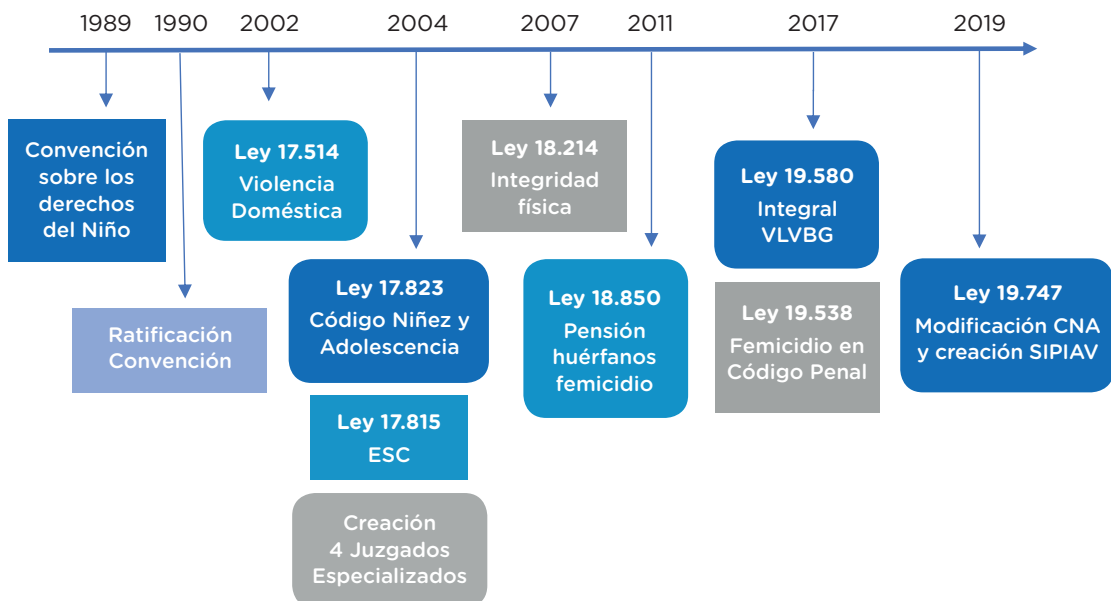 1989 1990 2002 2004 2007 2011 2017 2019
Convención
sobre los
derechos
del Niño
Ratificación
Convención
Ley 17.514
Violencia
Doméstica
Ley 17.823
Código Niñez y
Adolescencia
Ley 17.815
ESC
Creación
4 Juzgados
Especializados
Ley 18.214
Integridad
física
Ley 18.850
Pensión
huérfanos
femicidio
Ley 19.580
Integral
VLVBG
Ley 19.538
Femicidio en
Código Penal
Ley 19.747
Modificación CNA
y creación SIPIAV